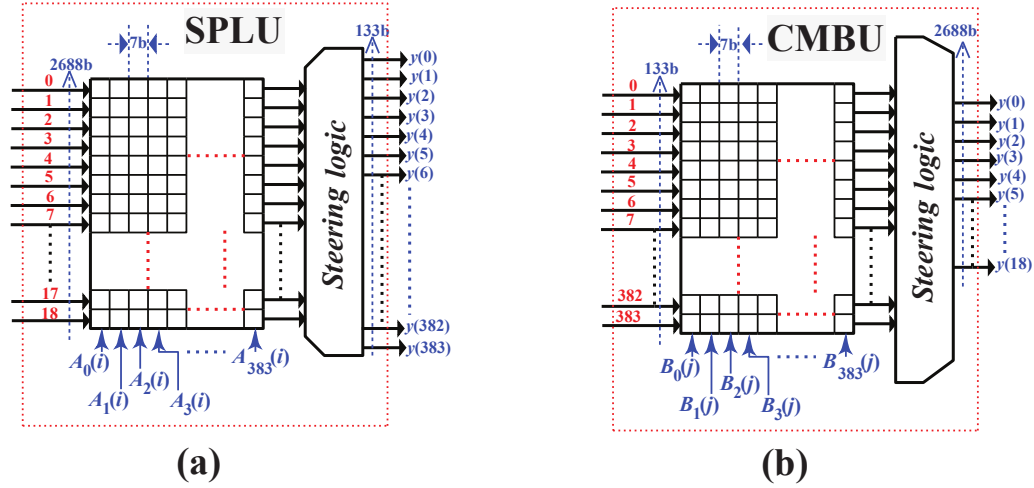 SPLU
7b
2688b
133b
0
1
2
3
4
5
6
7
17
18
Steering logic
y(0)
y(1)
y(2)
y(3)
y(4)
y(5)
y(6)
y(382)
y(383)
A0(i)
A1(i)
A2(i)
A3(i)
A383(i)
(a)
CMBU
7b
133b
2688b
0
1
2
3
4
5
6
7
382
383
Steering logic
y(0)
y(1)
y(2)
y(3)
y(4)
y(5)
y(18)
B0(j)
B1(j)
B2(j)
B3(j)
B383(j)
(b)